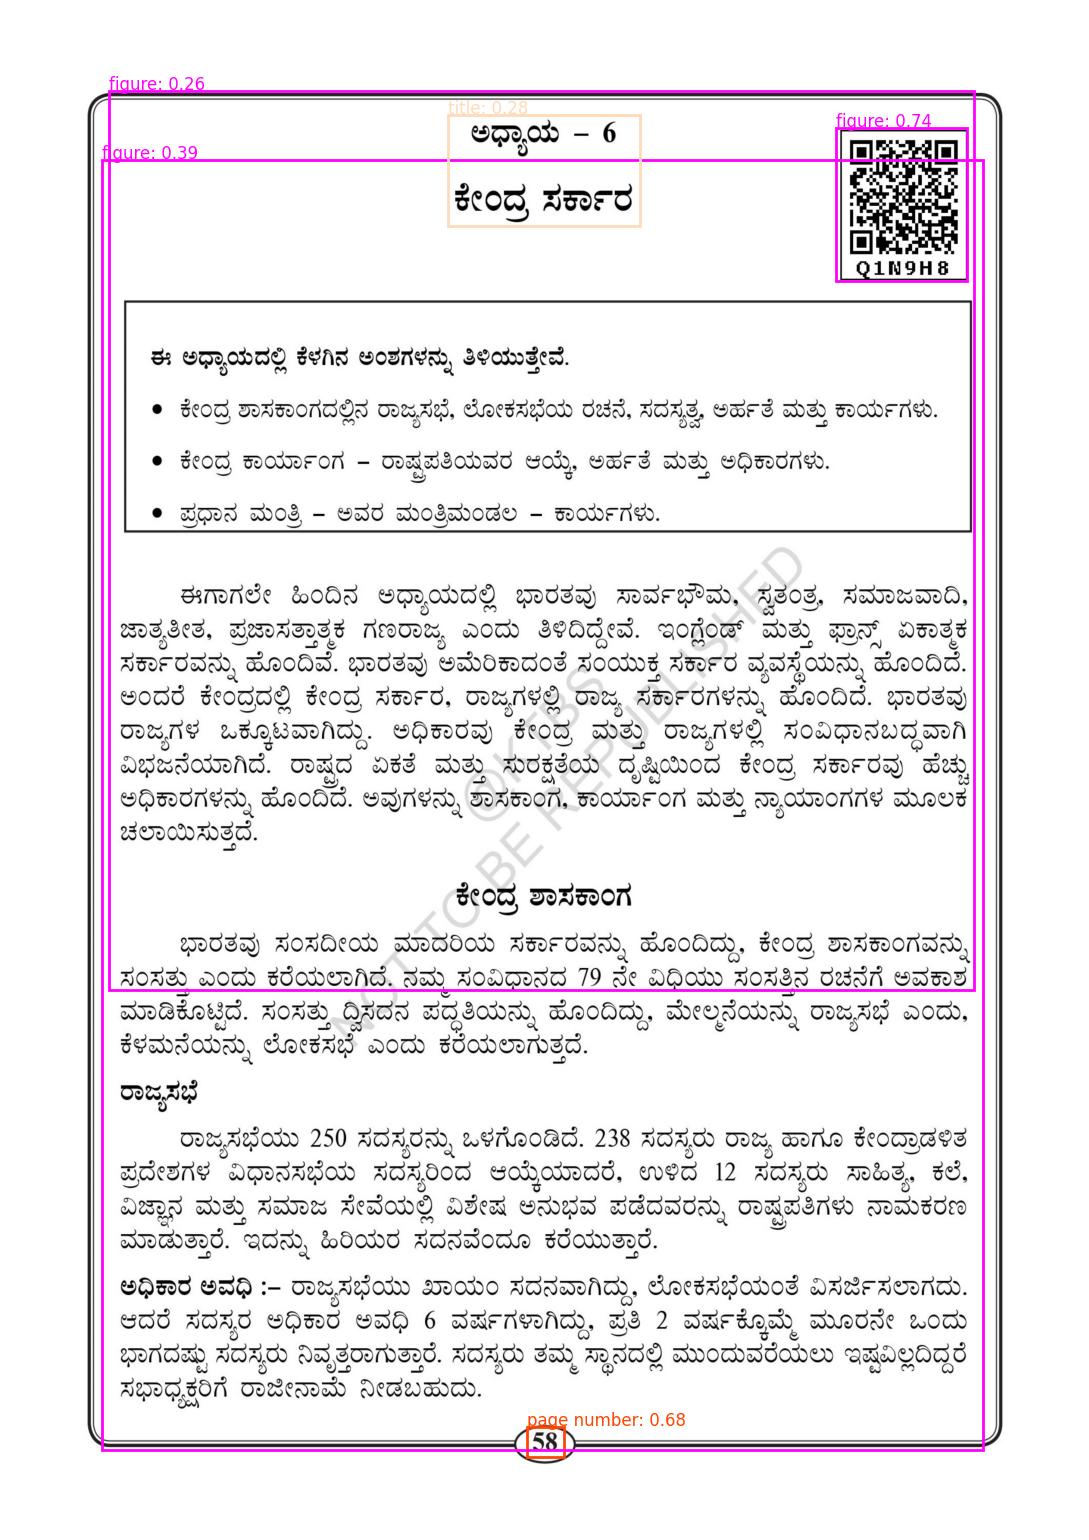 figure: 0.26
title: 0.28
ಅಧ್ಯಾಯ – 6
figure: 0.74
figure: 0.39
ಕೇಂದ್ರ ಸರ್ಕಾರ
Q1N9H8
ಈ ಅಧ್ಯಾಯದಲ್ಲಿ ಕೆಳಗಿನ ಅಂಶಗಳನ್ನು ತಿಳಿಯುತ್ತೇವೆ.
• ಕೇಂದ್ರ ಶಾಸಕಾಂಗದಲ್ಲಿನ ರಾಜ್ಯಸಭೆ, ಲೋಕಸಭೆಯ ರಚನೆ, ಸದಸ್ಯತ್ವ, ಅರ್ಹತೆ ಮತ್ತು ಕಾರ್ಯಗಳು.
• ಕೇಂದ್ರ ಕಾರ್ಯಾಂಗ – ರಾಷ್ಟ್ರಪತಿಯವರ ಆಯ್ಕೆ, ಅರ್ಹತೆ ಮತ್ತು ಅಧಿಕಾರಗಳು.
• ಪ್ರಧಾನ ಮಂತ್ರಿ – ಅವರ ಮಂತ್ರಿಮಂಡಲ – ಕಾರ್ಯಗಳು.
ಈಗಾಗಲೇ ಹಿಂದಿನ ಅಧ್ಯಾಯದಲ್ಲಿ ಭಾರತವು ಸಾರ್ವಭೌಮ, ಸ್ವತಂತ್ರ, ಸಮಾಜವಾದಿ,
ಜಾತ್ಯತೀತ, ಪ್ರಜಾಸತ್ತಾತ್ಮಕ ಗಣರಾಜ್ಯ ಎಂದು ತಿಳಿದಿದ್ದೇವೆ. ಇಂಗ್ಲೆಂಡ್ ಮತ್ತು ಫ್ರಾನ್ಸ್ ಏಕಾತ್ಮಕ
ಸರ್ಕಾರವನ್ನು ಹೊಂದಿವೆ. ಭಾರತವು ಅಮೆರಿಕಾದಂತೆ ಸಂಯುಕ್ತ ಸರ್ಕಾರ ವ್ಯವಸ್ಥೆಯನ್ನು ಹೊಂದಿದೆ.
ಅಂದರೆ ಕೇಂದ್ರದಲ್ಲಿ ಕೇಂದ್ರ ಸರ್ಕಾರ, ರಾಜ್ಯಗಳಲ್ಲಿ ರಾಜ್ಯ ಸರ್ಕಾರಗಳನ್ನು ಹೊಂದಿದೆ. ಭಾರತವು
ರಾಜ್ಯಗಳ ಒಕ್ಕೂಟವಾಗಿದ್ದು. ಅಧಿಕಾರವು ಕೇಂದ್ರ ಮತ್ತು ರಾಜ್ಯಗಳಲ್ಲಿ ಸಂವಿಧಾನಬದ್ಧವಾಗಿ
ವಿಭಜನೆಯಾಗಿದೆ. ರಾಷ್ಟ್ರದ ಏಕತೆ ಮತ್ತು ಸುರಕ್ಷತೆಯ ದೃಷ್ಟಿಯಿಂದ ಕೇಂದ್ರ ಸರ್ಕಾರವು ಹೆಚ್ಚು
ಅಧಿಕಾರಗಳನ್ನು ಹೊಂದಿದೆ. ಅವುಗಳನ್ನು ಶಾಸಕಾಂಗ, ಕಾರ್ಯಾಂಗ ಮತ್ತು ನ್ಯಾಯಾಂಗಗಳ ಮೂಲಕ
ಚಲಾಯಿಸುತ್ತದೆ.
@KTBS
NOT TO BE REPUBLISHED
ಕೇಂದ್ರ ಶಾಸಕಾಂಗ
ಭಾರತವು ಸಂಸದೀಯ ಮಾದರಿಯ ಸರ್ಕಾರವನ್ನು ಹೊಂದಿದ್ದು, ಕೇಂದ್ರ ಶಾಸಕಾಂಗವನ್ನು
ಸಂಸತ್ತು ಎಂದು ಕರೆಯಲಾಗಿದೆ. ನಮ್ಮ ಸಂವಿಧಾನದ 79 ನೇ ವಿಧಿಯು ಸಂಸತ್ತಿನ ರಚನೆಗೆ ಅವಕಾಶ
ಮಾಡಿಕೊಟ್ಟಿದೆ. ಸಂಸತ್ತು ದ್ವಿಸದನ ಪದ್ಧತಿಯನ್ನು ಹೊಂದಿದ್ದು, ಮೇಲ್ಮನೆಯನ್ನು ರಾಜ್ಯಸಭೆ ಎಂದು,
ಕೆಳಮನೆಯನ್ನು ಲೋಕಸಭೆ ಎಂದು ಕರೆಯಲಾಗುತ್ತದೆ.
ರಾಜ್ಯಸಭೆ
ರಾಜ್ಯಸಭೆಯು 250 ಸದಸ್ಯರನ್ನು ಒಳಗೊಂಡಿದೆ. 238 ಸದಸ್ಯರು ರಾಜ್ಯ ಹಾಗೂ ಕೇಂದ್ರಾಡಳಿತ
ಪ್ರದೇಶಗಳ ವಿಧಾನಸಭೆಯ ಸದಸ್ಯರಿಂದ ಆಯ್ಕೆಯಾದರೆ, ಉಳಿದ 12 ಸದಸ್ಯರು ಸಾಹಿತ್ಯ, ಕಲೆ,
ವಿಜ್ಞಾನ ಮತ್ತು ಸಮಾಜ ಸೇವೆಯಲ್ಲಿ ವಿಶೇಷ ಅನುಭವ ಪಡೆದವರನ್ನು ರಾಷ್ಟ್ರಪತಿಗಳು ನಾಮಕರಣ
ಮಾಡುತ್ತಾರೆ. ಇದನ್ನು ಹಿರಿಯರ ಸದನವೆಂದೂ ಕರೆಯುತ್ತಾರೆ.
ಅಧಿಕಾರ ಅವಧಿ :– ರಾಜ್ಯಸಭೆಯು ಖಾಯಂ ಸದನವಾಗಿದ್ದು, ಲೋಕಸಭೆಯಂತೆ ವಿಸರ್ಜಿಸಲಾಗದು.
ಆದರೆ ಸದಸ್ಯರ ಅಧಿಕಾರ ಅವಧಿ 6 ವರ್ಷಗಳಾಗಿದ್ದು, ಪ್ರತಿ 2 ವರ್ಷಕ್ಕೊಮ್ಮೆ ಮೂರನೇ ಒಂದು
ಭಾಗದಷ್ಟು ಸದಸ್ಯರು ನಿವೃತ್ತರಾಗುತ್ತಾರೆ. ಸದಸ್ಯರು ತಮ್ಮ ಸ್ಥಾನದಲ್ಲಿ ಮುಂದುವರೆಯಲು ಇಷ್ಟವಿಲ್ಲದಿದ್ದರೆ
ಸಭಾಧ್ಯಕ್ಷರಿಗೆ ರಾಜೀನಾಮೆ ನೀಡಬಹುದು.
page number: 0.68
58